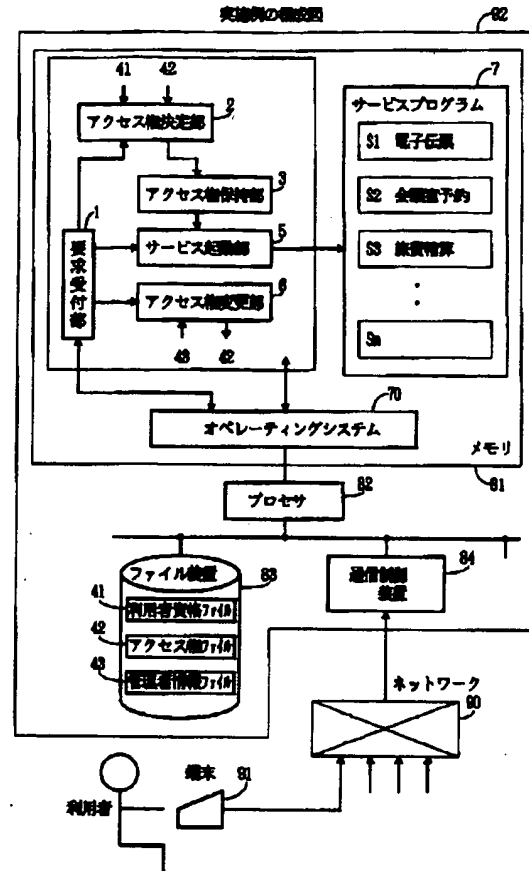 実施例の構成図
92
41
42
2
アクセス権決定部
3
アクセス権保持部
1
要求受付部
5
サービス起動部
6
アクセス権変更部
43
42
7
サービスプログラム
S1 電子伝票
S2 会議室予約
S3 旅費精算
Sn
70
オペレーティングシステム
メモリ
81
82
プロセサ
ファイル装置
83
41
利用者資格ファイル
42
アクセス権ファイル
43
管理者情報ファイル
84
通信制御
装置
ネットワーク
90
端末
91
利用者